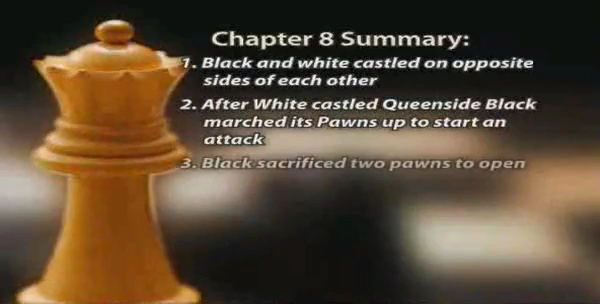 Chapter 8 Summary:
1. Black and white castled on opposite
sides of each other
2. After White castled Queenside Black
marched its Pawns up to start an
attack
3. Black sacrificed two pawns to open